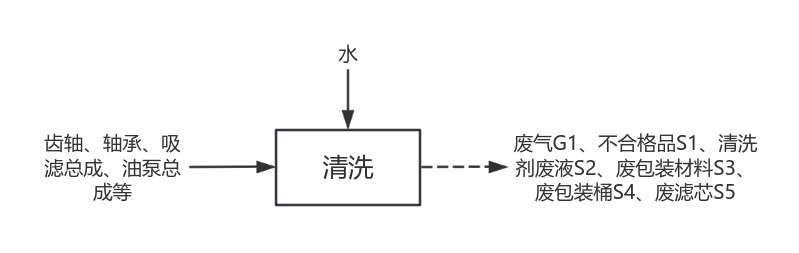 水
齿轴、轴承、吸
滤总成、油泵总
成等
清洗
废气G1、不合格品S1、清洗
剂废液S2、废包装材料S3、
废包装桶S4、废滤芯S5